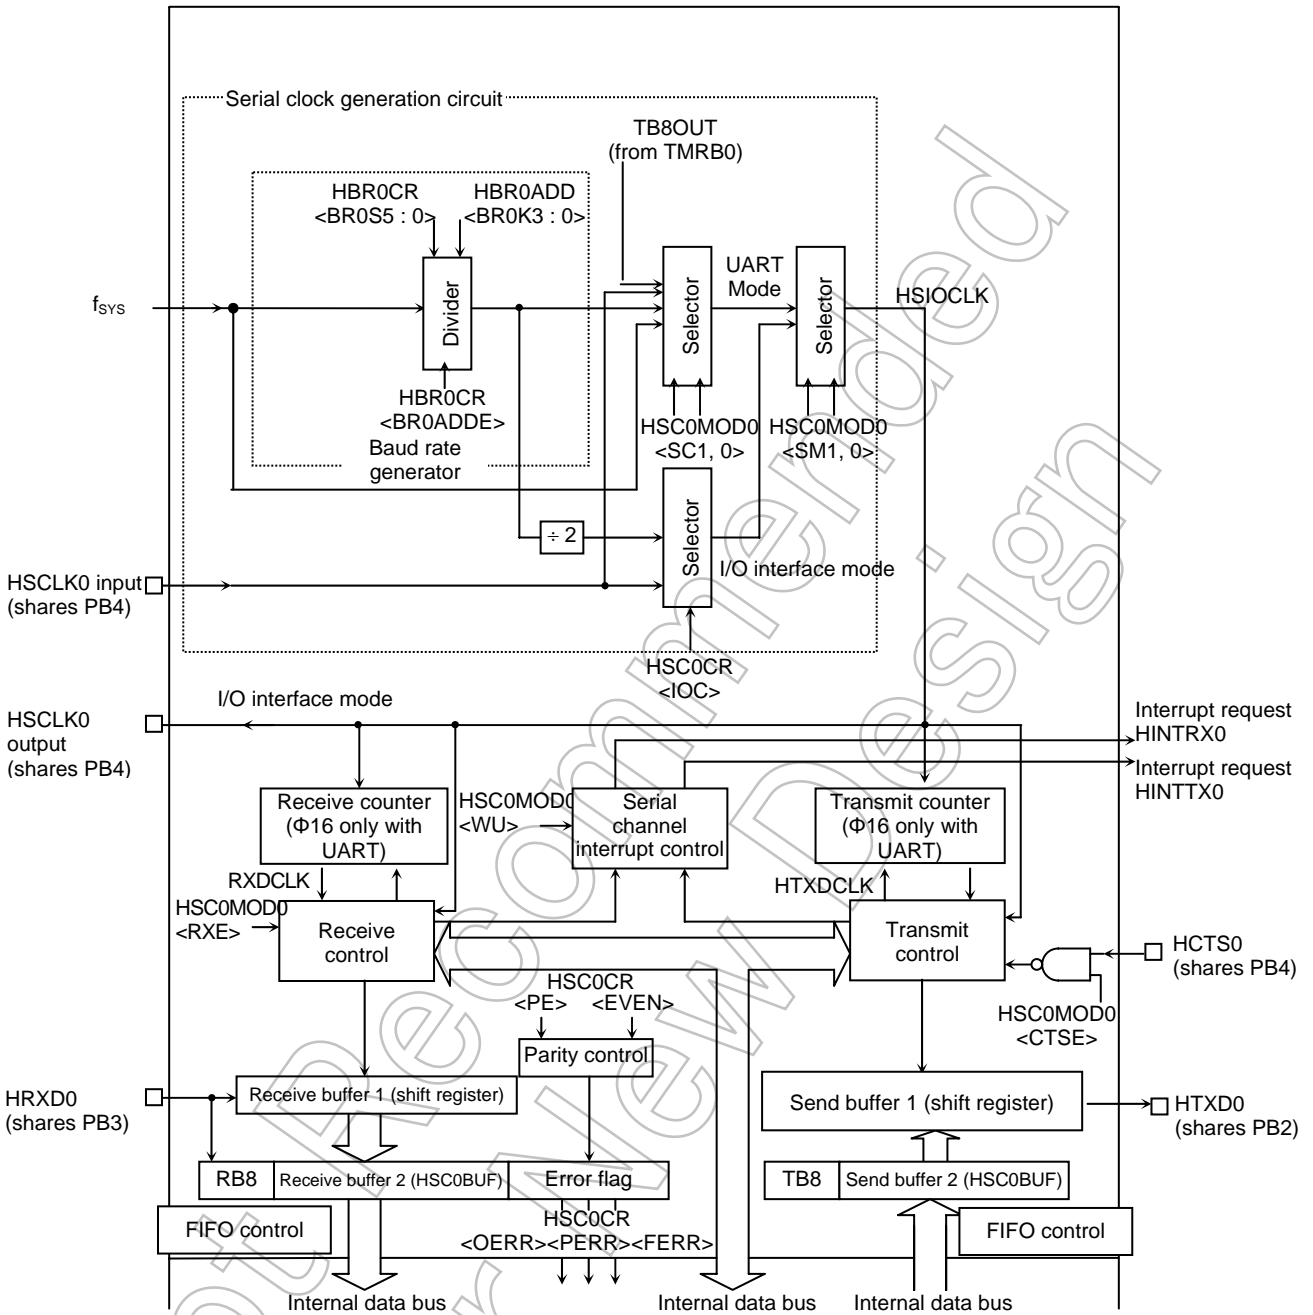 Serial clock generation circuit
TB8OUT
(from TMRB0)
HBR0CR
<BR0S5 : 0>
HBR0ADD
<BR0K3 : 0>
fSYS
Divider
Selector
UART
Mode
Selector
HSIOCLK
HBR0CR
<BR0ADDE>
Baud rate
generator
HSC0MOD0
<SC1, 0>
HSC0MOD0
<SM1, 0>
÷ 2
Selector
I/O interface mode
HSCLK0 input
(shares PB4)
HSC0CR
<IOC>
I/O interface mode
HSCLK0
output
(shares PB4)
Interrupt request
HINTRX0
Interrupt request
HINTTX0
Receive counter
(Φ16 only with
UART)
HSC0MOD0
<WU>
Serial
channel
interrupt control
Transmit counter
(Φ16 only with
UART)
RXDCLK
HTXDCLK
HSC0MOD0
<RXE>
Receive
control
Transmit
control
HCTS0
(shares PB4)
HSC0MOD0
<CTSE>
HSC0CR
<PE>
<EVEN>
Parity control
HRXD0
(shares PB3)
Receive buffer 1 (shift register)
Send buffer 1 (shift register)
HTXD0
(shares PB2)
RB8
Receive buffer 2 (HSC0BUF)
Error flag
TB8
Send buffer 2 (HSC0BUF)
FIFO control
HSC0CR
<OERR><PERR><FERR>
FIFO control
Internal data bus
Internal data bus
Internal data bus
Not Recommended
for New Design